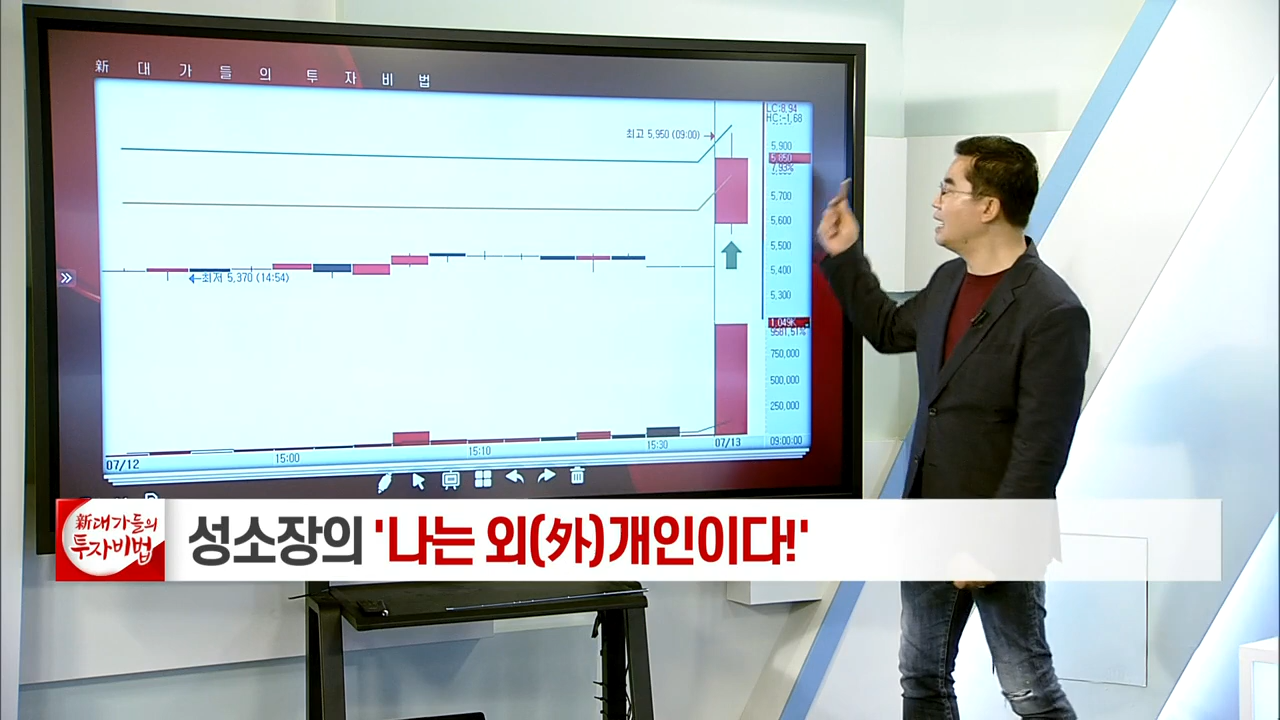 新 대 가 들 의 투 자 비 법
LC:8.94
HC:-1.68
최고 5,950 (09:00)
5,900
5,850
7.93%
5,700
5,600
5,500
5,400
5,300
최저 5,370 (14:54)
1,049K
9581.51%
750,000
500,000
250,000
07/12
15:00
15:10
15:30
07/13
09:00:00
新대가들의
투자비법
성소장의 '나는 외(外)개인이다!'